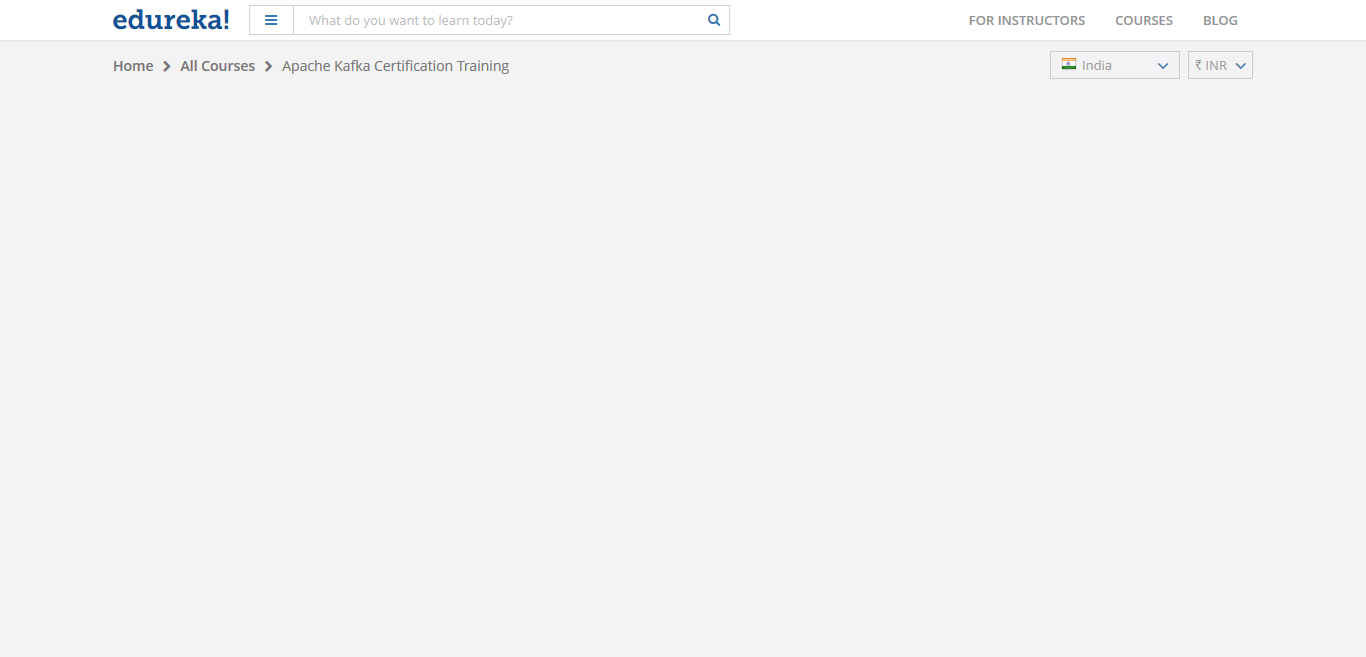 edureka!
What do you want to learn today?
FOR INSTRUCTORS COURSES BLOG
Home All Courses Apache Kafka Certification Training
India ₹ INR